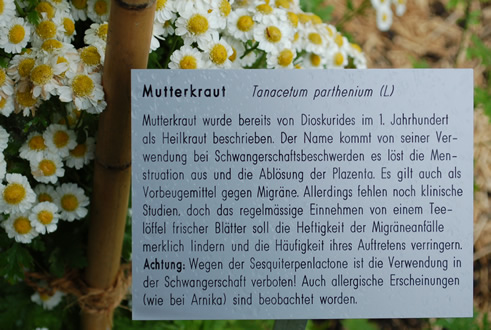 Mutterkraut Tanacetum parthenium (L)
Mutterkraut wurde bereits von Dioskurides im 1. Jahrhundert
als Heilkraut beschrieben. Der Name kommt von seiner Ver-
wendung bei Schwangerschaftsbeschwerden es löst die Men-
struation aus und die Ablösung der Plazenta. Es gilt auch als
Vorbeugemittel gegen Migräne. Allerdings fehlen noch klinische
Studien, doch das regelmässige Einnehmen von einem Tee-
löffel frischer Blätter soll die Heftigkeit der Migräneanfälle
merklich lindern und die Häufigkeit ihres Auftretens verringern.
Achtung: Wegen der Sesquiterpenlactone ist die Verwendung in
der Schwangerschaft verboten! Auch allergische Erscheinungen
(wie bei Arnika) sind beobachtet worden.